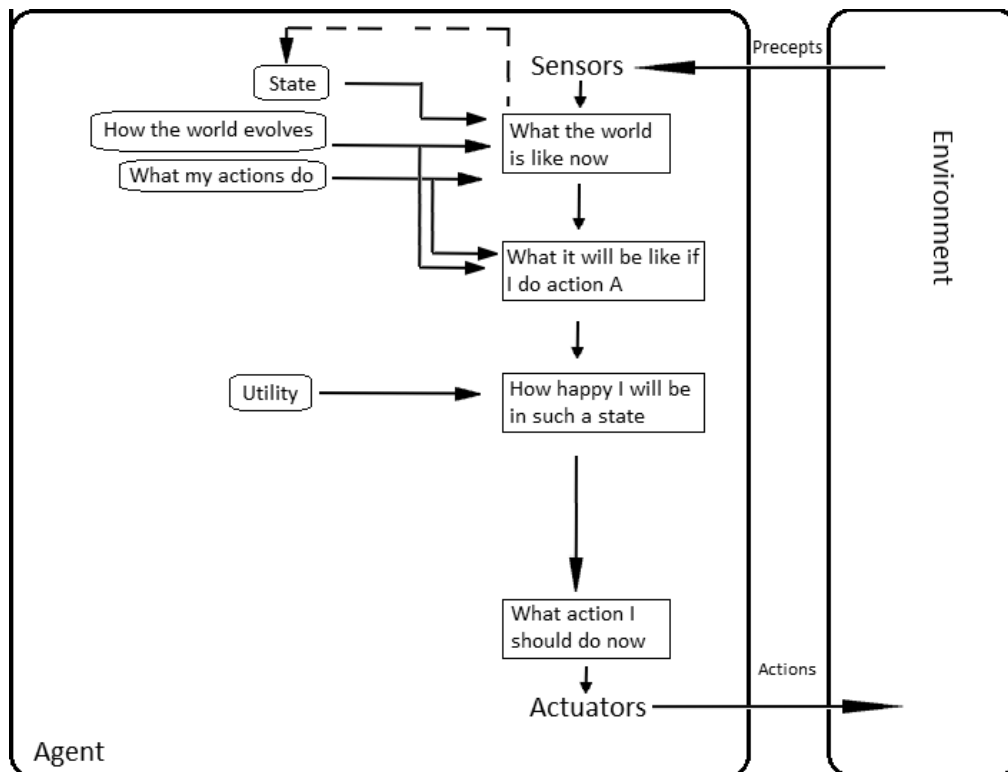 Precepts
Sensors
State
How the world evolves
What the world
is like now
What my actions do
Environment
What it will be like if
I do action A
Utility
How happy I will be
in such a state
What action I
should do now
Actions
Actuators
Agent